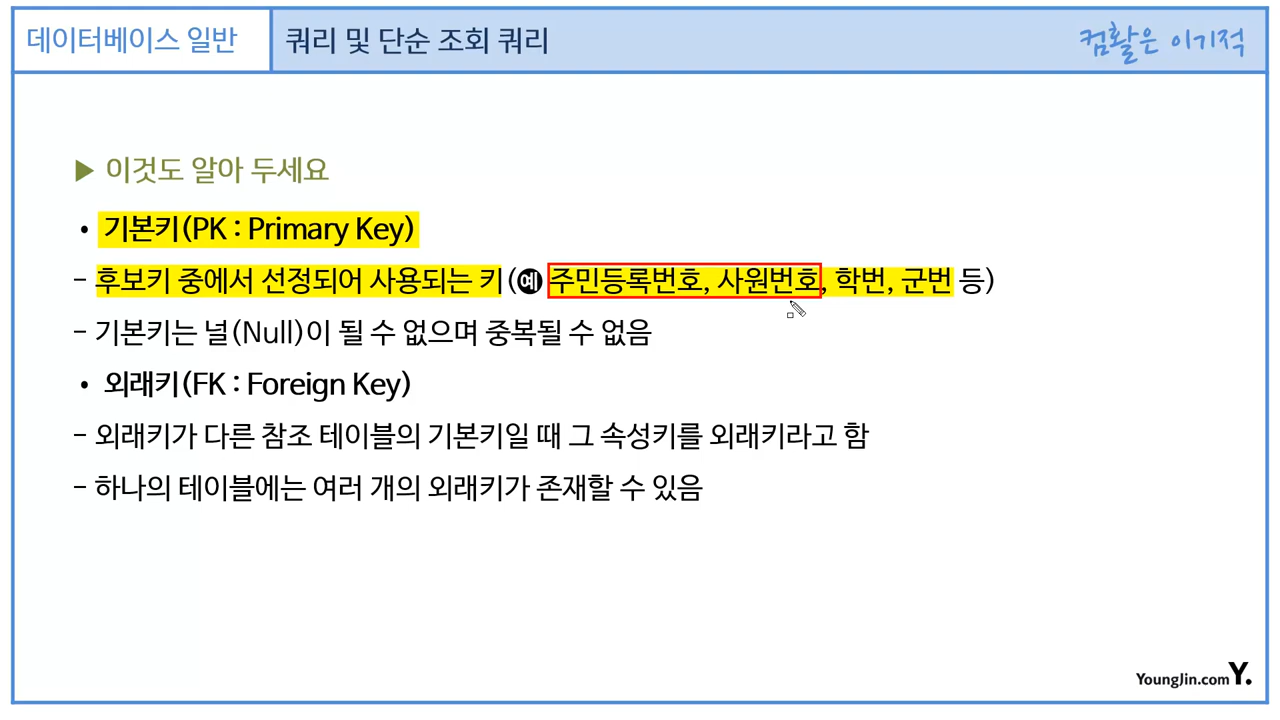 데이터베이스 일반
쿼리 및 단순 조회 쿼리
컴활은 이기적
▶ 이것도 알아 두세요
• 기본키(PK : Primary Key)
- 후보키 중에서 선정되어 사용되는 키(예 주민등록번호, 사원번호, 학번, 군번 등)
- 기본키는 널(Null)이 될 수 없으며 중복될 수 없음
• 외래키(FK : Foreign Key)
- 외래키가 다른 참조 테이블의 기본키일 때 그 속성키를 외래키라고 함
- 하나의 테이블에는 여러 개의 외래키가 존재할 수 있음
YoungJin.com Y.